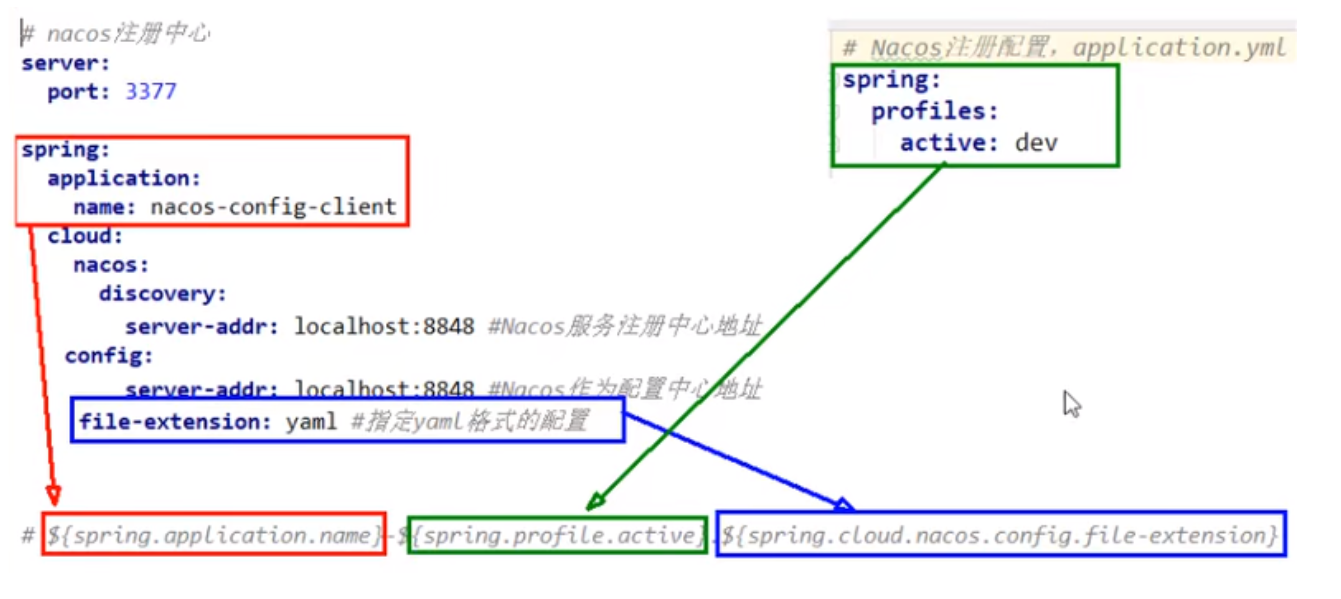 # nacos注册中心
server:
  port: 3377

spring:
  application:
    name: nacos-config-client
  cloud:
    nacos:
      discovery:
        server-addr: localhost:8848 #Nacos服务注册中心地址
   config:
        server-addr: localhost:8848 #Nacos作为配置中心地址
    file-extension: yaml #指定yaml格式的配置

# Nacos注册配置，application.yml
spring:
  profiles:
    active: dev

# ${spring.application.name}-${spring.profile.active}.${spring.cloud.nacos.config.file-extension}